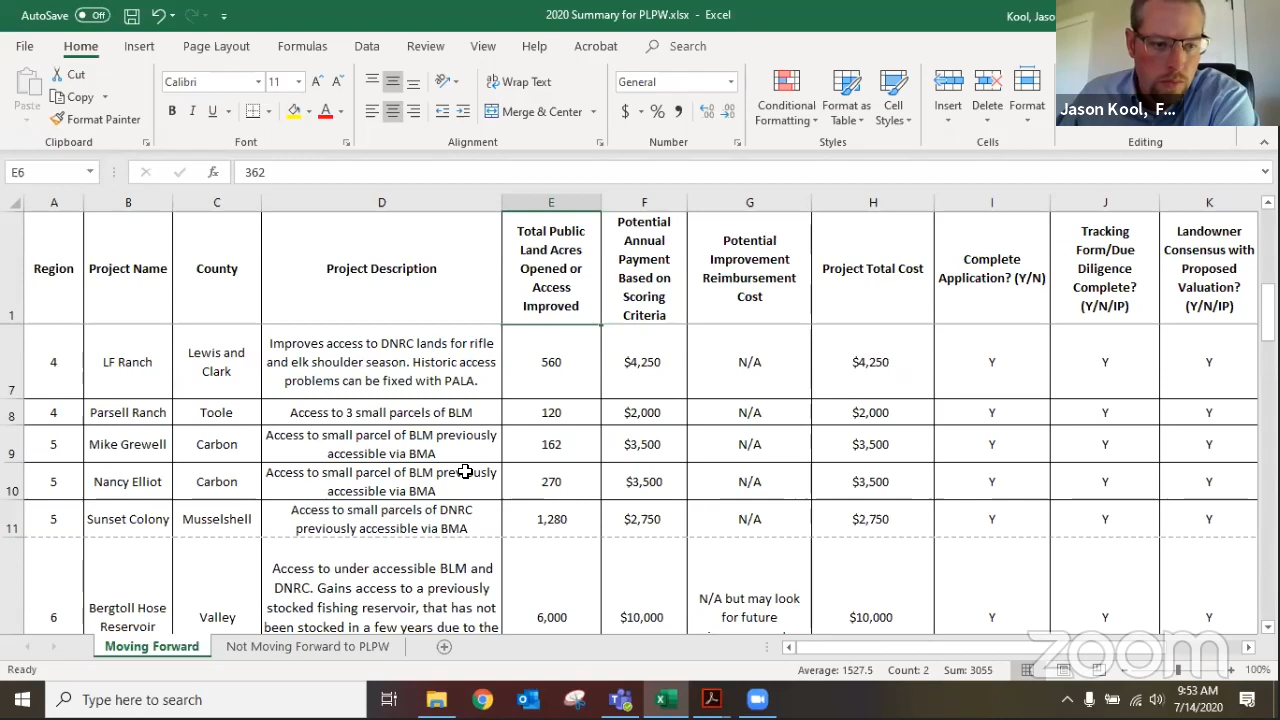 AutoSave Off
2020 Summary for PLPW.xlsx - Excel
Kool, Jaso
File Home Insert Page Layout Formulas Data Review View Help Acrobat Search
Paste
Cut
Copy
Format Painter
Clipboard
Calibri 11
B I U
Font
Wrap Text
Merge & Center
Alignment
General
$ % 9
Number
Conditional
Formatting
Format as
Table
Cell
Styles
Styles
Insert Delete Format
Cells
Editing
Jason Kool, F...
E6
fx
362
A B C D E F G H I J K
1
Region
Project Name
County
Project Description
Total Public
Land Acres
Opened or
Access
Improved
Potential
Annual
Payment
Based on
Scoring
Criteria
Potential
Improvement
Reimbursement
Cost
Project Total Cost
Complete
Application? (Y/N)
Tracking
Form/Due
Diligence
Complete?
(Y/N/IP)
Landowner
Consensus with
Proposed
Valuation?
(Y/N/IP)
7
4
LF Ranch
Lewis and
Clark
Improves access to DNRC lands for rifle
and elk shoulder season. Historic access
problems can be fixed with PALA.
560
$4,250
N/A
$4,250
Y
Y
Y
8
4
Parsell Ranch
Toole
Access to 3 small parcels of BLM
120
$2,000
N/A
$2,000
Y
Y
Y
9
5
Mike Grewell
Carbon
Access to small parcel of BLM previously
accessible via BMA
162
$3,500
N/A
$3,500
Y
Y
Y
10
5
Nancy Elliot
Carbon
Access to small parcel of BLM previously
accessible via BMA
270
$3,500
N/A
$3,500
Y
Y
Y
11
5
Sunset Colony
Musselshell
Access to small parcels of DNRC
previously accessible via BMA
1,280
$2,750
N/A
$2,750
Y
Y
Y
6
Bergtoll Hose
Reservoir
Valley
Access to under accessible BLM and
DNRC. Gains access to a previously
stocked fishing reservoir, that has not
been stocked in a few years due to the
6,000
$10,000
N/A but may look
for future
$10,000
Y
Y
Y
Moving Forward
Not Moving Forward to PLPW
Ready
Average: 1527.5 Count: 2 Sum: 3055
100%
zoom
Type here to search
9:53 AM
7/14/2020